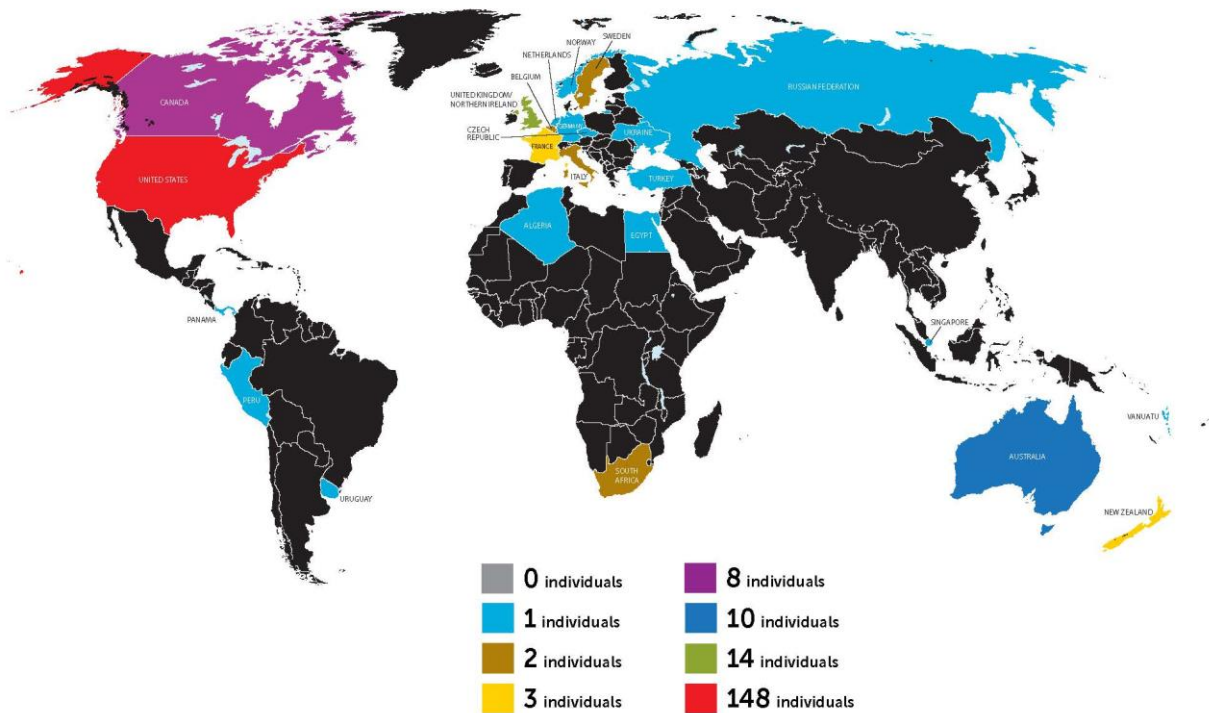 SWEDEN
NORWAY
NETHERLANDS
BELGIUM
UNITED KINGDOM/
NORTHERN IRELAND
CZECH
REPUBLIC
GERMANY
FRANCE
ITALY
UKRAINE
TURKEY
RUSSIAN FEDERATION
CANADA
UNITED STATES
ALGERIA
EGYPT
PANAMA
PERU
URUGUAY
SOUTH
AFRICA
SINGAPORE
VANUATU
AUSTRALIA
NEW ZEALAND
0 individuals
1 individuals
2 individuals
3 individuals
8 individuals
10 individuals
14 individuals
148 individuals